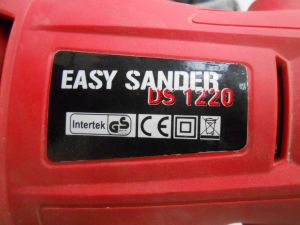 EASY SANDER
DS 1220
Intertek GS CE